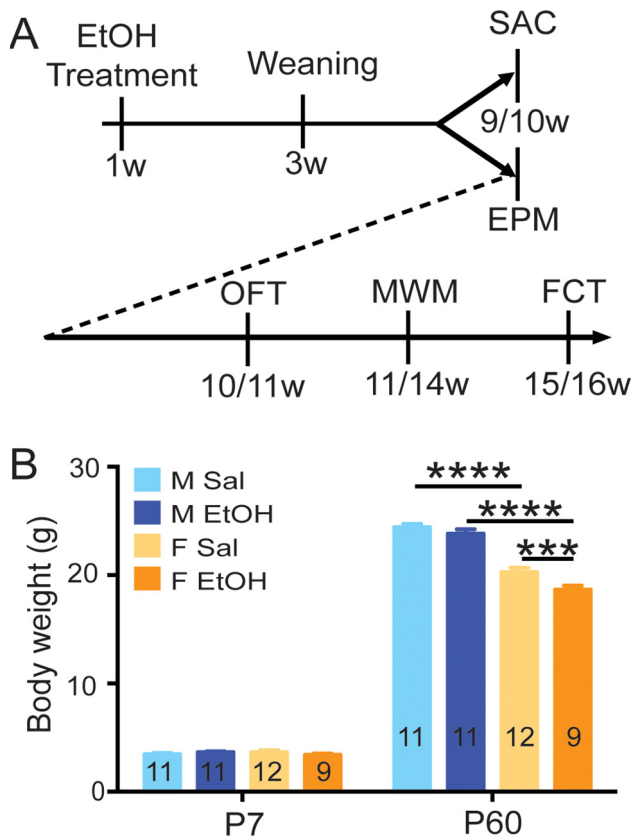 A
EtOH
Treatment
Weaning
SAC
1w
3w
9/10w
EPM
OFT
MWM
FCT
10/11w
11/14w
15/16w
B
Body weight (g)
30
20
10
0
M Sal
M EtOH
F Sal
F EtOH
****
****
***
11 11 12 9
11 11 12 9
P7
P60